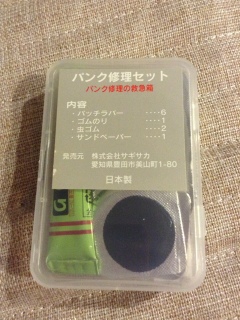 パンク修理セット
パンク修理の救急箱
内容
・パッチラバー ････6
・ゴムのり ････1
・虫ゴム ････2
・サンドペーパー ････1
発売元 株式会社サギサカ
愛知県豊田市美山町1-80
日本製